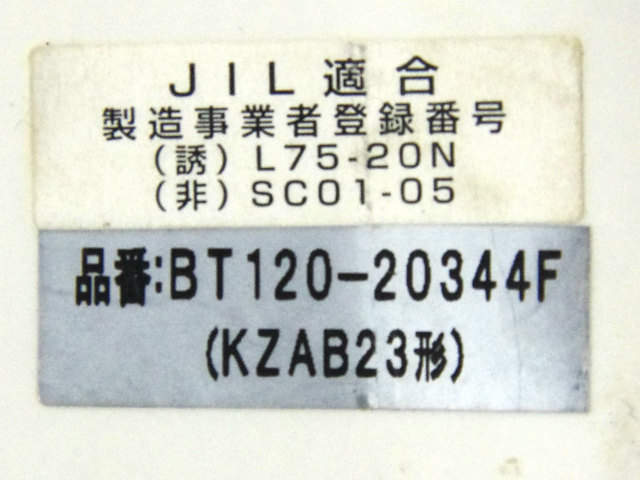 JIL適合
製造事業者登録番号
(誘) L75-20N
(非) SC01-05
品番:BT120-20344F
(KZAB23形)